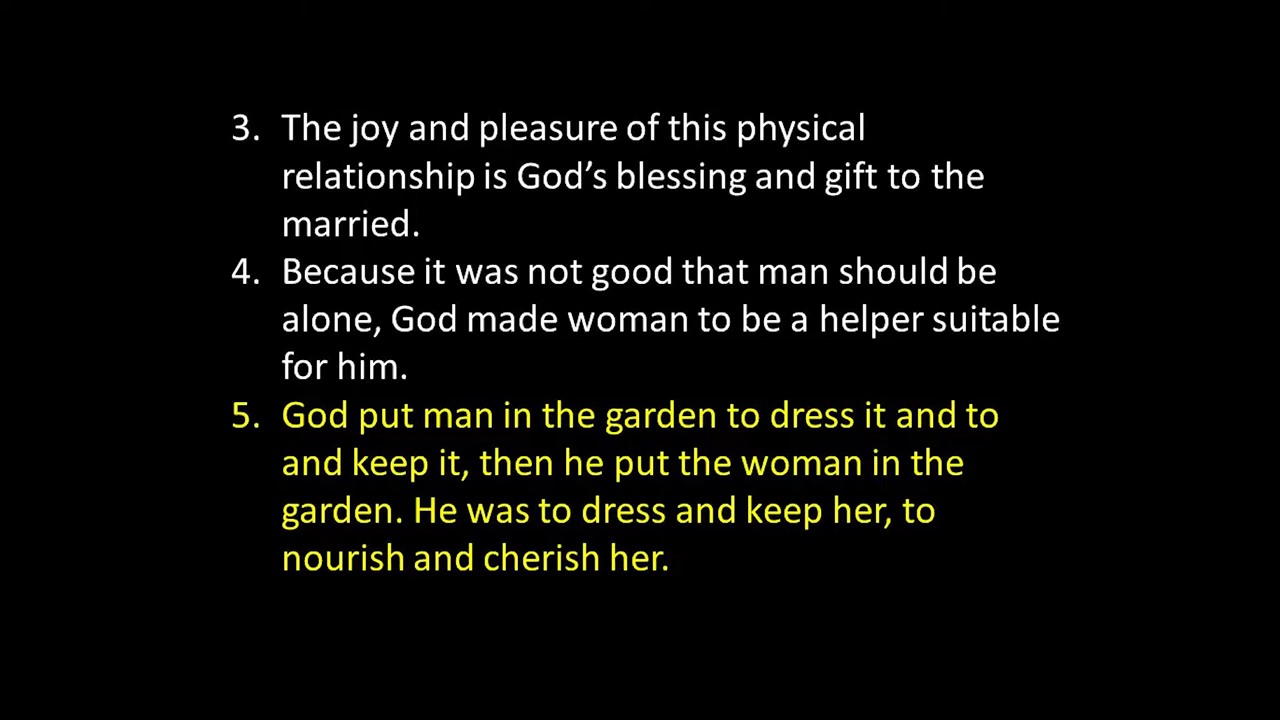 3. The joy and pleasure of this physical
relationship is God’s blessing and gift to the
married.
4. Because it was not good that man should be
alone, God made woman to be a helper suitable
for him.
5. God put man in the garden to dress it and to
and keep it, then he put the woman in the
garden. He was to dress and keep her, to
nourish and cherish her.